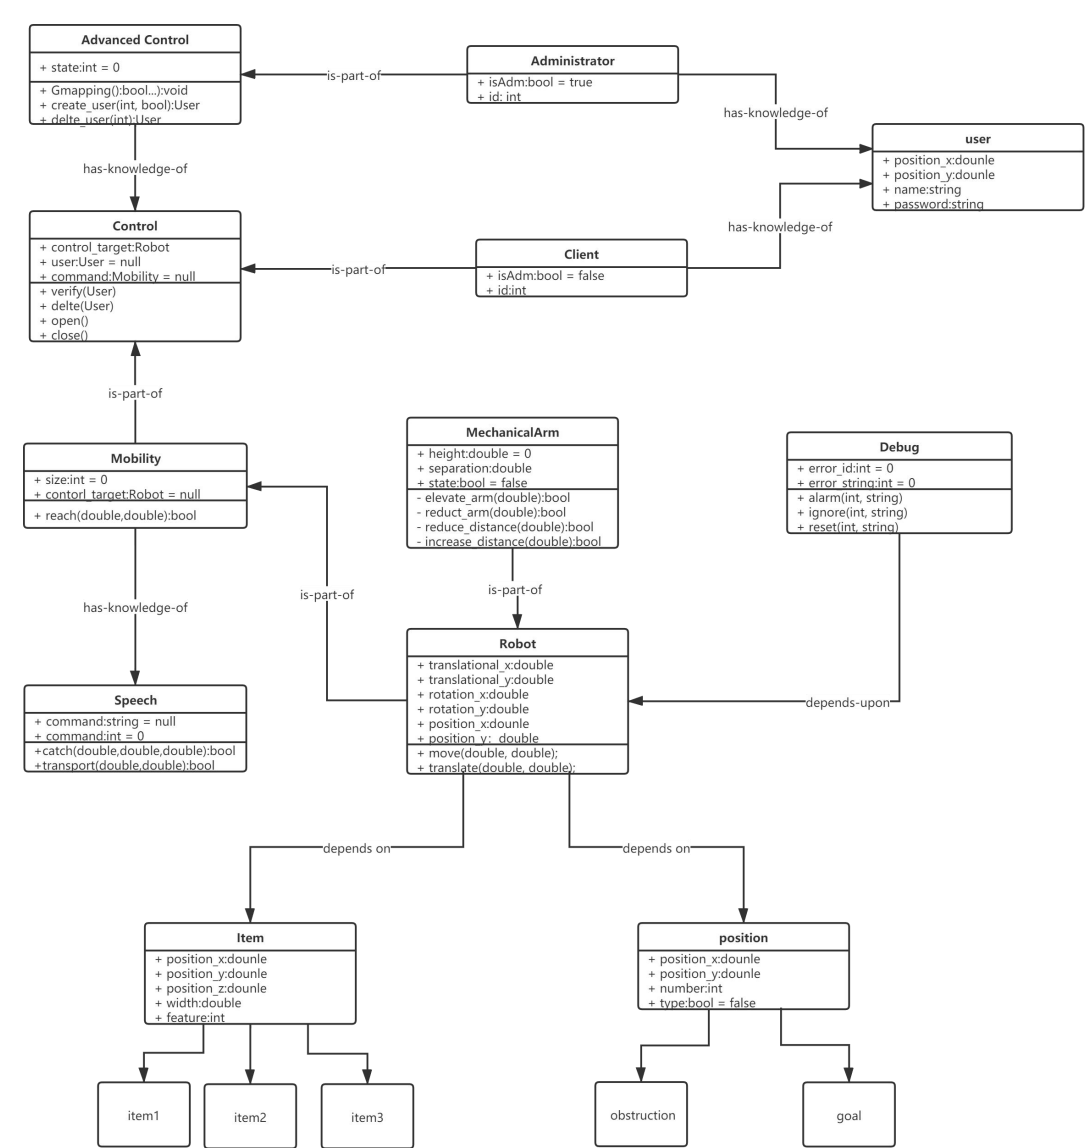 Advanced Control
+ state:int = 0
+ Gmapping():bool...):void
+ create_user(int, bool):User
+ delte_user(int):User
is-part-of
Administrator
+ isAdm:bool = true
+ id: int
has-knowledge-of
user
+ position_x:dounle
+ position_y:dounle
+ name:string
+ password:string
has-knowledge-of
Control
+ control_target:Robot
+ user:User = null
+ command:Mobility = null
+ verify(User)
+ delte(User)
+ open()
+ close()
is-part-of
Client
+ isAdm:bool = false
+ id:int
has-knowledge-of
is-part-of
Mobility
+ size:int = 0
+ contorl_target:Robot = null
+ reach(double,double):bool
MechanicalArm
+ height:double = 0
+ separation:double
+ state:bool = false
- elevate_arm(double):bool
- reduct_arm(double):bool
- reduce_distance(double):bool
- increase_distance(double):bool
Debug
+ error_id:int = 0
+ error_string:int = 0
+ alarm(int, string)
+ ignore(int, string)
+ reset(int, string)
has-knowledge-of
is-part-of
is-part-of
depends-upon
Speech
+ command:string = null
+ command:int = 0
+catch(double,double,double):bool
+transport(double,double):bool
Robot
+ translational_x:double
+ translational_y:double
+ rotation_x:double
+ rotation_y:double
+ position_x:dounle
+ position_y:  double
+ move(double, double);
+ translate(double, double);
depends on
depends on
Item
+ position_x:dounle
+ position_y:dounle
+ position_z:dounle
+ width:double
+ feature:int
position
+ position_x:dounle
+ position_y:dounle
+ number:int
+ type:bool = false
item1
item2
item3
obstruction
goal